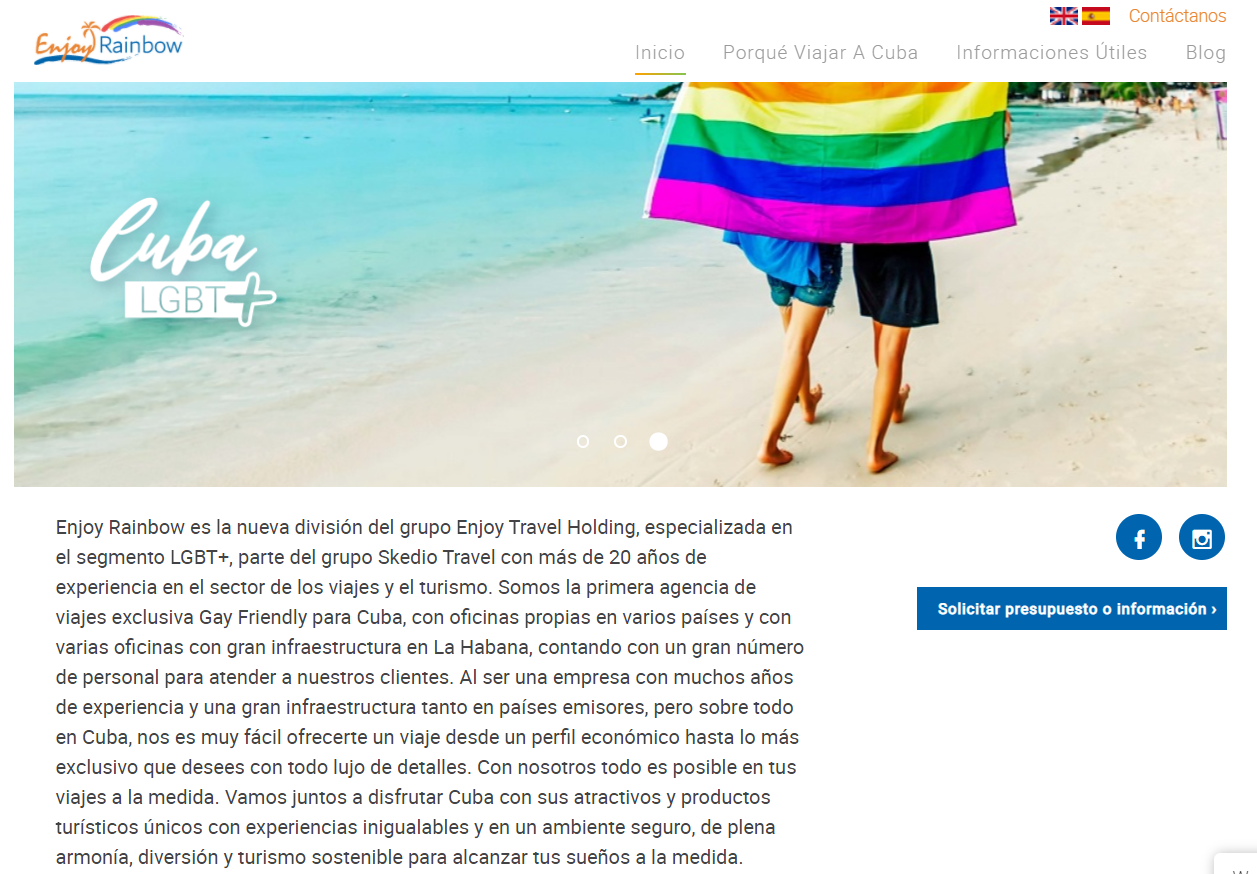 Enjoy Rainbow
Contáctanos
Inicio Porqué Viajar A Cuba Informaciones Útiles Blog
Cuba
LGBT+
Enjoy Rainbow es la nueva división del grupo Enjoy Travel Holding, especializada en
el segmento LGBT+, parte del grupo Skedio Travel con más de 20 años de
experiencia en el sector de los viajes y el turismo. Somos la primera agencia de
viajes exclusiva Gay Friendly para Cuba, con oficinas propias en varios países y con
varias oficinas con gran infraestructura en La Habana, contando con un gran número
de personal para atender a nuestros clientes. Al ser una empresa con muchos años
de experiencia y una gran infraestructura tanto en países emisores, pero sobre todo
en Cuba, nos es muy fácil ofrecerte un viaje desde un perfil económico hasta lo más
exclusivo que desees con todo lujo de detalles. Con nosotros todo es posible en tus
viajes a la medida. Vamos juntos a disfrutar Cuba con sus atractivos y productos
turísticos únicos con experiencias inigualables y en un ambiente seguro, de plena
armonía, diversión y turismo sostenible para alcanzar tus sueños a la medida.
Solicitar presupuesto o información ›